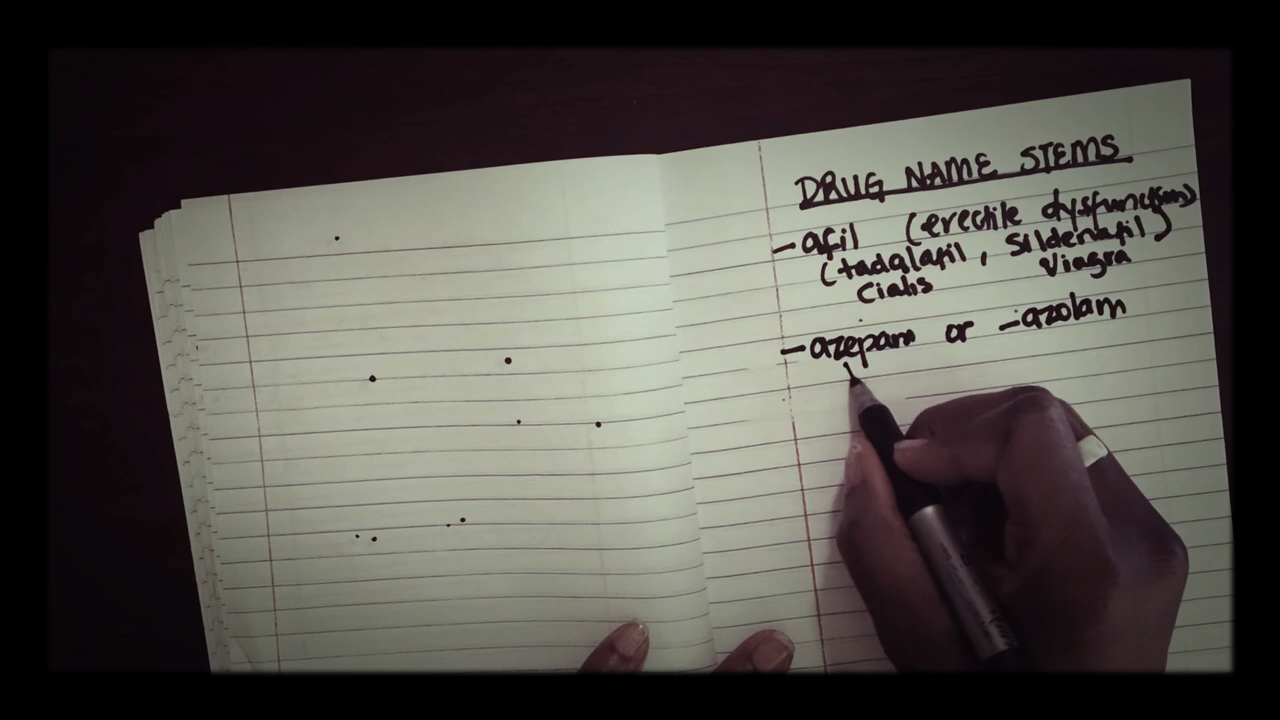 DRUG NAME STEMS
-afil (erectile dysfunction)
(tadalafil, Sildenafil)
Cialis Viagra
-azepam or -azolam